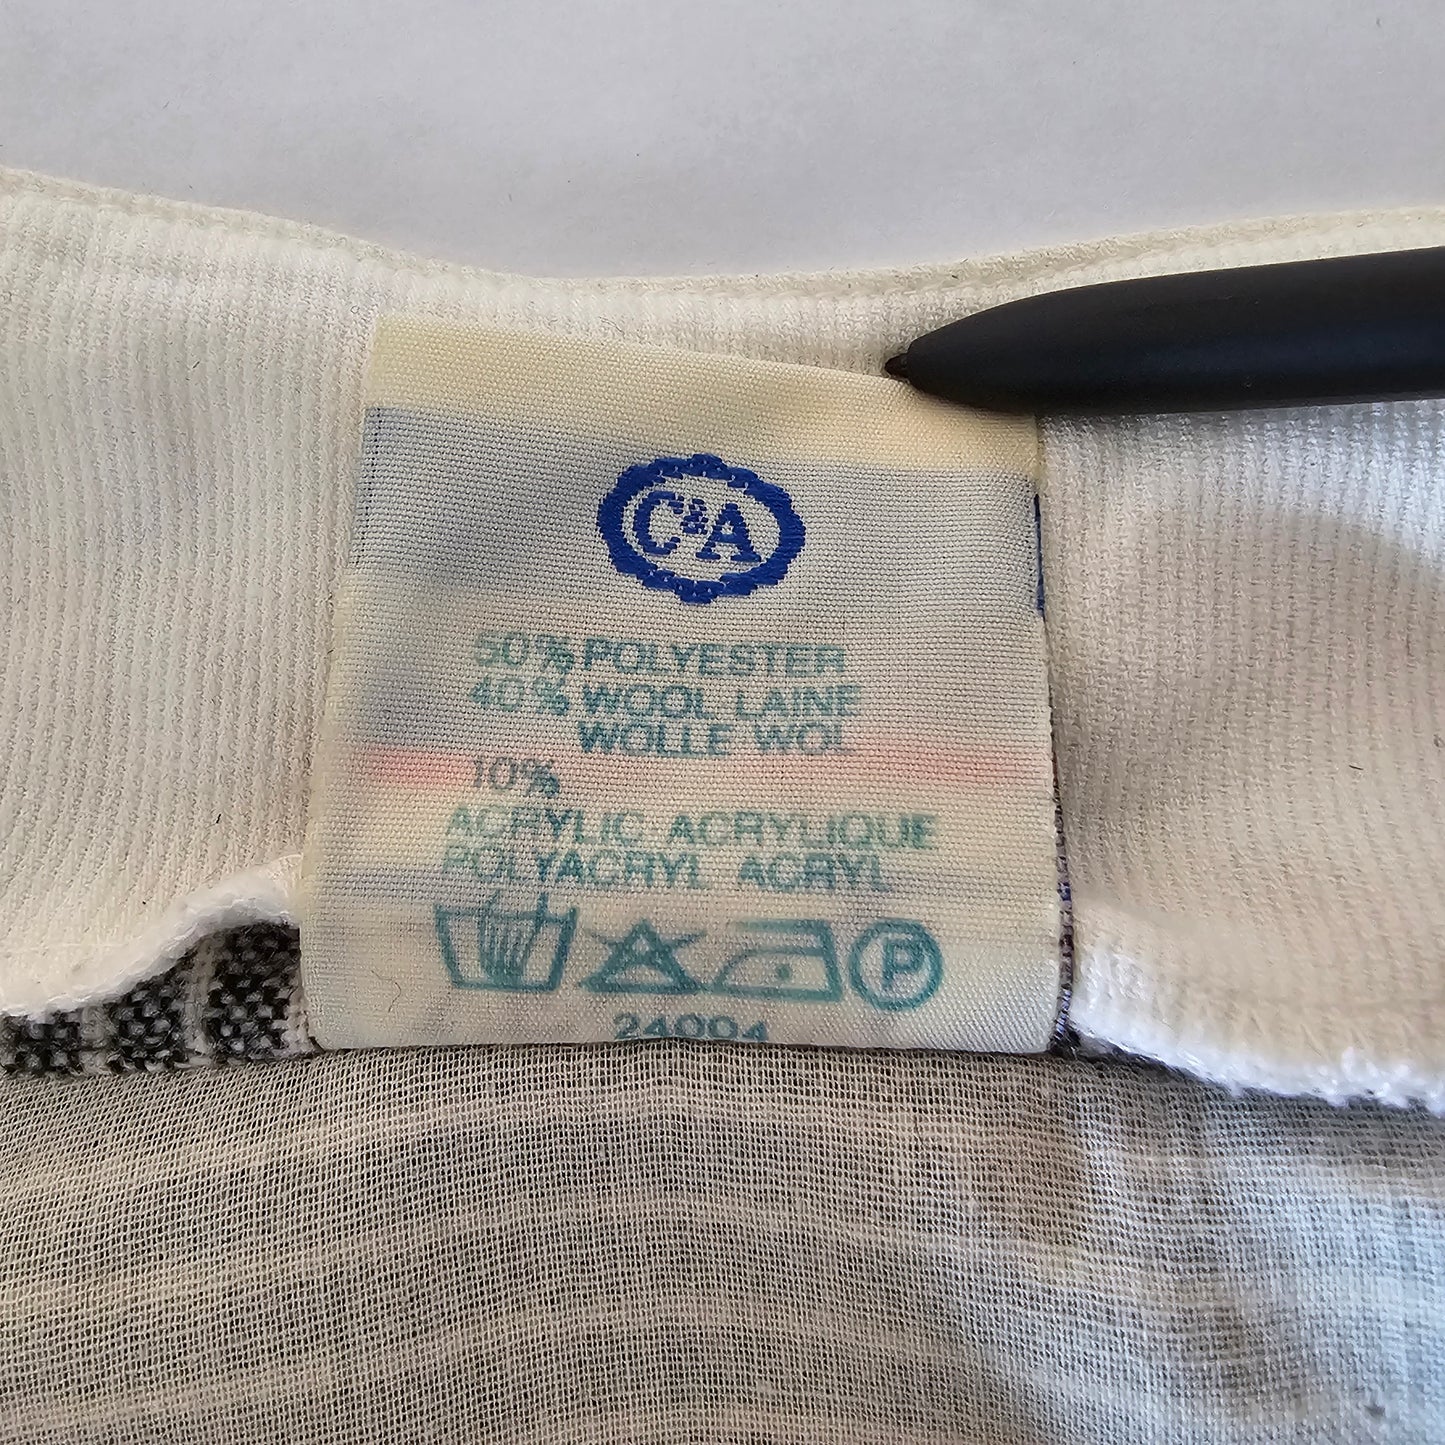 C&A
50% POLYESTER
40% WOOL LAINE
WOLLE WOL
10%
ACRYLIC ACRYLIQUE
POLYACRYL ACRYL
P
24004